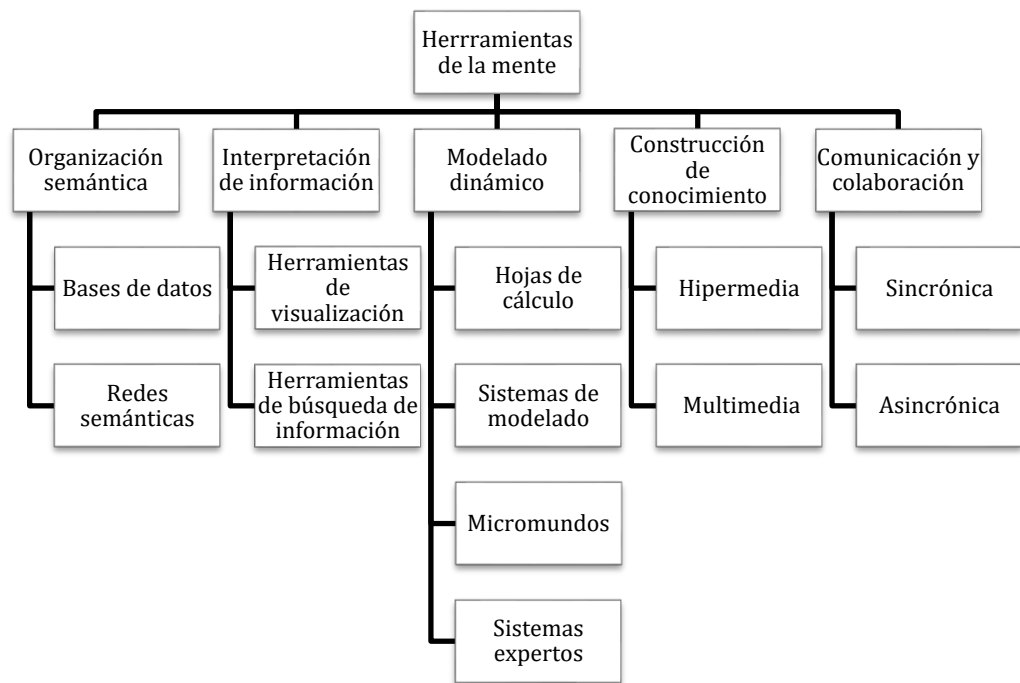 Herrramientas
de la mente
Organización
semántica
Interpretación
de información
Modelado
dinámico
Construcción
de
conocimiento
Comunicación y
colaboración
Bases de datos
Redes
semánticas
Herramientas
de
visualización
Herramientas
de búsqueda de
información
Hojas de
cálculo
Sistemas de
modelado
Micromundos
Sistemas
expertos
Hipermedia
Multimedia
Sincrónica
Asincrónica